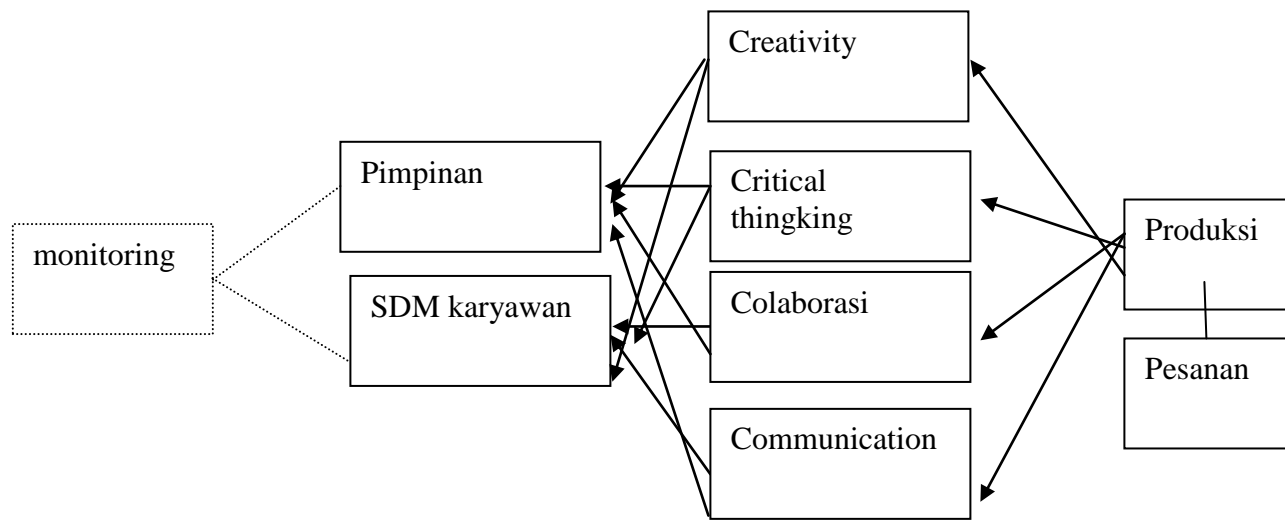 Creativity
Pimpinan
Critical
thingking
Produksi
monitoring
SDM karyawan
Colaborasi
Pesanan
Communication